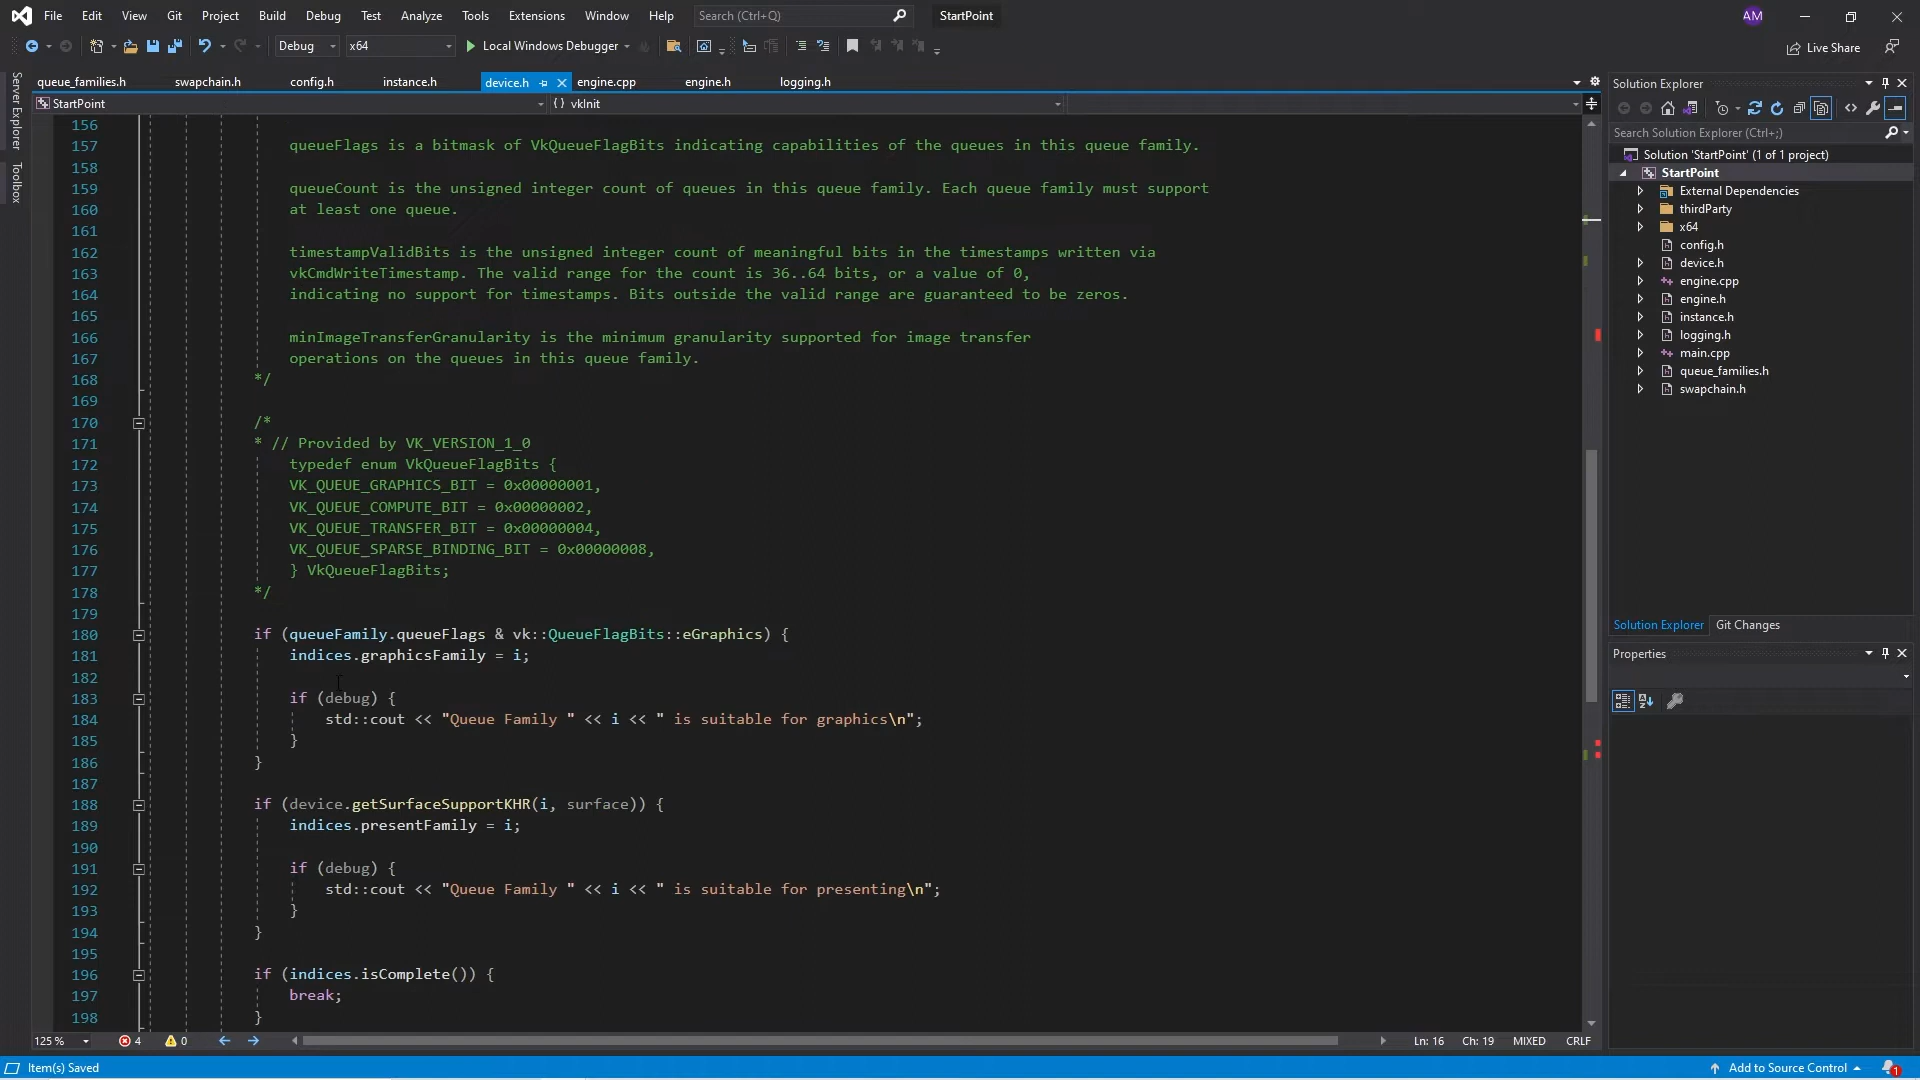 File Edit View Git Project Build Debug Test Analyze Tools Extensions Window Help Search (Ctrl+Q) StartPoint AM
Debug x64 Local Windows Debugger Live Share
queue_families.h swapchain.h config.h instance.h device.h engine.cpp engine.h logging.h
StartPoint {} vkInit
Server Explorer
Toolbox
156
157 queueFlags is a bitmask of VkQueueFlagBits indicating capabilities of the queues in this queue family.
158
159 queueCount is the unsigned integer count of queues in this queue family. Each queue family must support
160 at least one queue.
161
162 timestampValidBits is the unsigned integer count of meaningful bits in the timestamps written via
163 vkCmdWriteTimestamp. The valid range for the count is 36..64 bits, or a value of 0,
164 indicating no support for timestamps. Bits outside the valid range are guaranteed to be zeros.
165
166 minImageTransferGranularity is the minimum granularity supported for image transfer
167 operations on the queues in this queue family.
168 */
169
170 /*
171 * // Provided by VK_VERSION_1_0
172 typedef enum VkQueueFlagBits {
173 VK_QUEUE_GRAPHICS_BIT = 0x00000001,
174 VK_QUEUE_COMPUTE_BIT = 0x00000002,
175 VK_QUEUE_TRANSFER_BIT = 0x00000004,
176 VK_QUEUE_SPARSE_BINDING_BIT = 0x00000008,
177 } VkQueueFlagBits;
178 */
179
180 if (queueFamily.queueFlags & vk::QueueFlagBits::eGraphics) {
181 indices.graphicsFamily = i;
182
183 if (debug) {
184 std::cout << "Queue Family " << i << " is suitable for graphics\n";
185 }
186 }
187
188 if (device.getSurfaceSupportKHR(i, surface)) {
189 indices.presentFamily = i;
190
191 if (debug) {
192 std::cout << "Queue Family " << i << " is suitable for presenting\n";
193 }
194 }
195
196 if (indices.isComplete()) {
197 break;
198 }
125 % 4 0 Ln: 16 Ch: 19 MIXED CRLF
Solution Explorer
Search Solution Explorer (Ctrl+;)
Solution 'StartPoint' (1 of 1 project)
StartPoint
External Dependencies
thirdParty
x64
config.h
device.h
engine.cpp
engine.h
instance.h
logging.h
main.cpp
queue_families.h
swapchain.h
Solution Explorer Git Changes
Properties
Item(s) Saved Add to Source Control 1